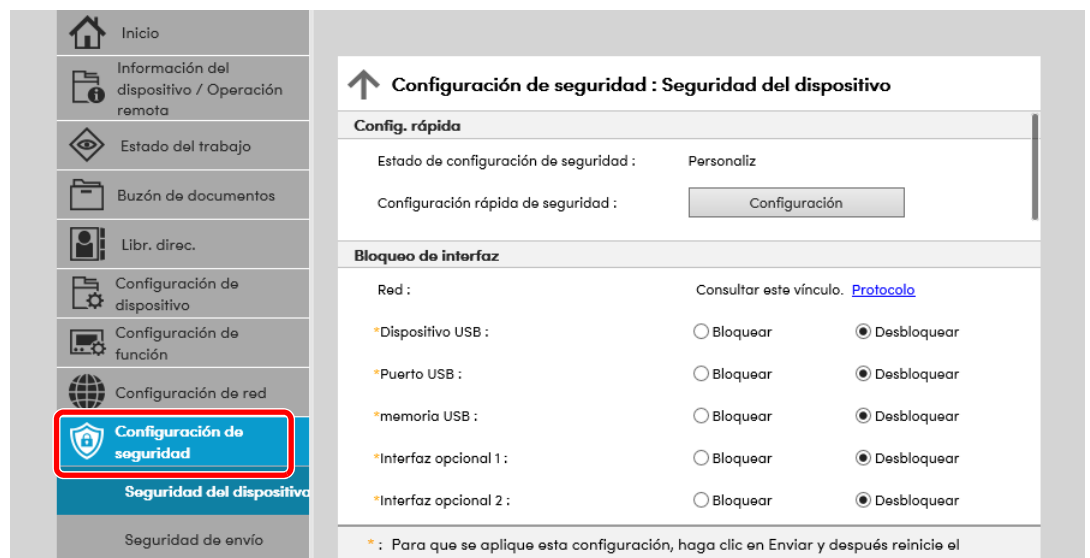 Inicio
Información del
dispositivo / Operación
remota
Estado del trabajo
Buzón de documentos
Libr. direc.
Configuración de
dispositivo
Configuración de
función
Configuración de red
Configuración de
seguridad
Seguridad del dispositivo
Seguridad de envío
Configuración de seguridad : Seguridad del dispositivo
Config. rápida
Estado de configuración de seguridad : Personaliz
Configuración rápida de seguridad : Configuración
Bloqueo de interfaz
Red : Consultar este vínculo. Protocolo
*Dispositivo USB : Bloquear Desbloquear
*Puerto USB : Bloquear Desbloquear
*memoria USB : Bloquear Desbloquear
*Interfaz opcional 1 : Bloquear Desbloquear
*Interfaz opcional 2 : Bloquear Desbloquear
* : Para que se aplique esta configuración, haga clic en Enviar y después reinicie el